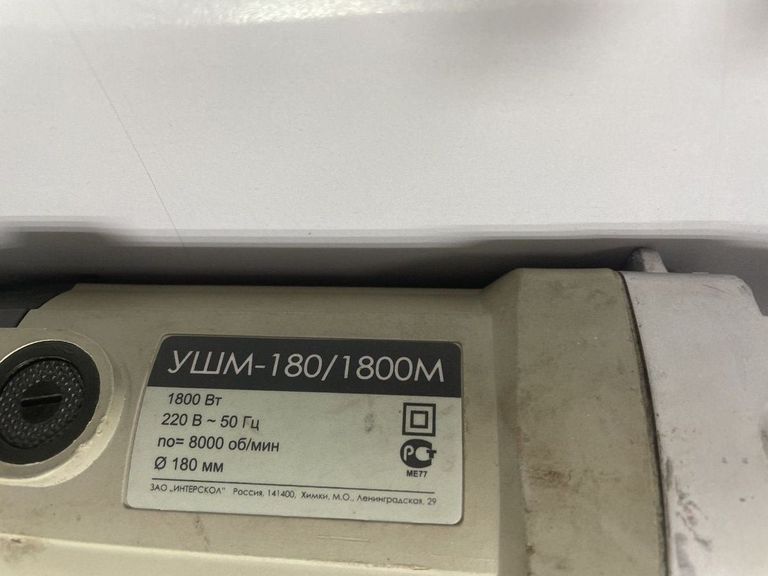 УШМ-180/1800М
1800 Вт
220 В ~ 50 Гц
no= 8000 об/мин
Ø 180 мм
РСТ
МЕ77
ЗАО „ИНТЕРСКОЛ" Россия, 141400, Химки, М.О., Ленинградская, 29